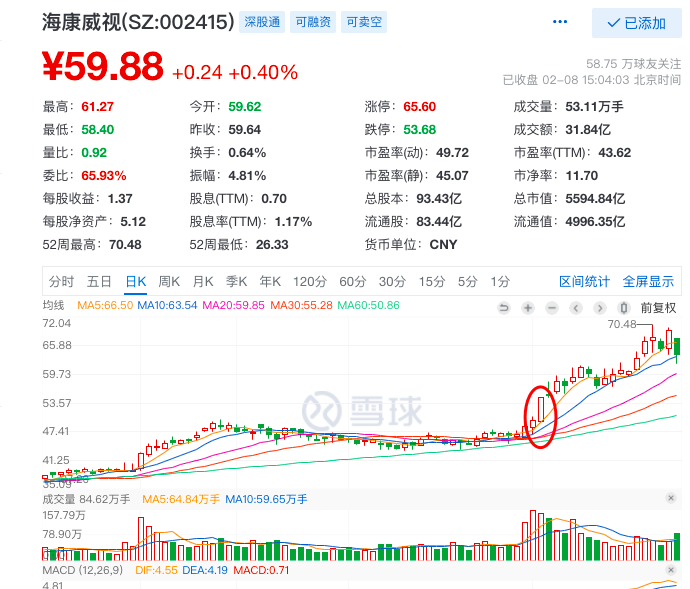 海康威视(SZ:002415) 深股通 可融资 可卖空 ••• 已添加
¥59.88 +0.24 +0.40%
58.75 万球友关注
已收盘 02-08 15:04:03 北京时间
最高：61.27 今开：59.62 涨停：65.60 成交量：53.11万手
最低：58.40 昨收：59.64 跌停：53.68 成交额：31.84亿
量比：0.92 换手：0.64% 市盈率(动)：49.72 市盈率(TTM)：43.62
委比：65.93% 振幅：4.81% 市盈率(静)：45.07 市净率：11.70
每股收益：1.37 股息(TTM)：0.70 总股本：93.43亿 总市值：5594.84亿
每股净资产：5.12 股息率(TTM)：1.17% 流通股：83.44亿 流通值：4996.35亿
52周最高：70.48 52周最低：26.33 货币单位：CNY
分时 五日 日K 周K 月K 季K 年K 120分 60分 30分 15分 5分 1分 区间统计 全屏显示
均线 MA5:66.50 MA10:63.54 MA20:59.85 MA30:55.28 MA60:50.86 前复权
72.04
70.48
65.88
59.73
53.57
雪球
47.41
41.25
35.09
成交量 84.62万手 MA5:64.84万手 MA10:59.65万手
157.79万
78.90万
MACD (12,26,9) DIF:4.55 DEA:4.19 MACD:0.71
4.81